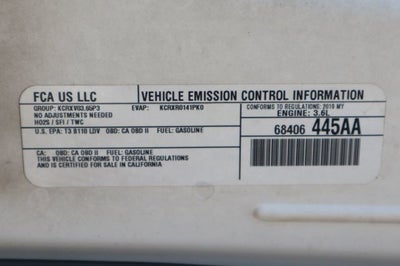 FCA US LLC
VEHICLE EMISSION CONTROL INFORMATION
GROUP: KCRXV03.65P3 EVAP: KCRXR0141PK0
NO ADJUSTMENTS NEEDED
HO2S / SFI / TWC
CONFORMS TO REGULATIONS: 2019 MY
ENGINE: 3.6L
U.S. EPA: T3 B110 LDV OBD: CA OBD II FUEL: GASOLINE
68406 445AA
CA: OBD: CA OBD II FUEL: GASOLINE
THIS VEHICLE CONFORMS TO FEDERAL REGULATIONS
AND IS CERTIFIED FOR SALE IN CALIFORNIA